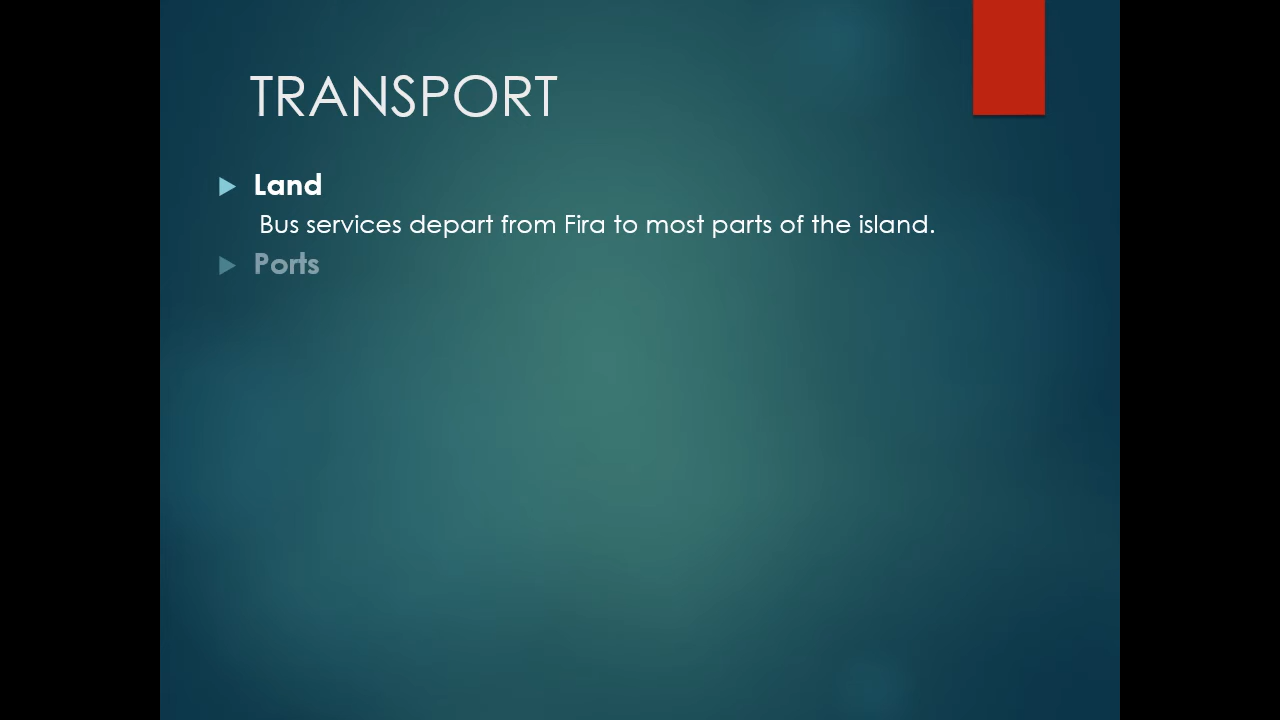 TRANSPORT
Land
Bus services depart from Fira to most parts of the island.
Ports